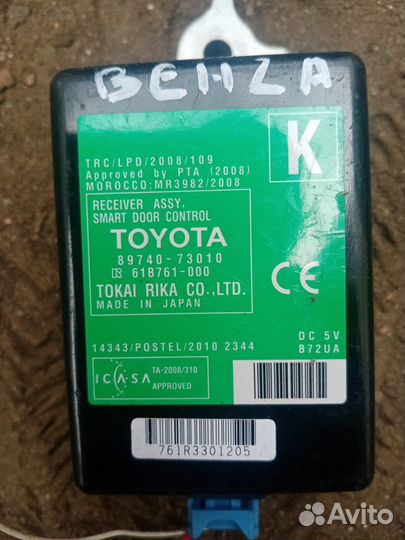 ВЕНZA
K
TRC/LPD/2008/109
Approved by PTA (2008)
MOROCCO:MR3982/2008
RECEIVER ASSY,
SMART DOOR CONTROL
TOYOTA
89740-73010
K 61B761-000
TOKAI RIKA CO.,LTD.
MADE IN JAPAN
CE
14343/POSTEL/2010 2344
DC 5V
B72UA
ICASA
TA-2008/310
APPROVED
761R3301205
Avito